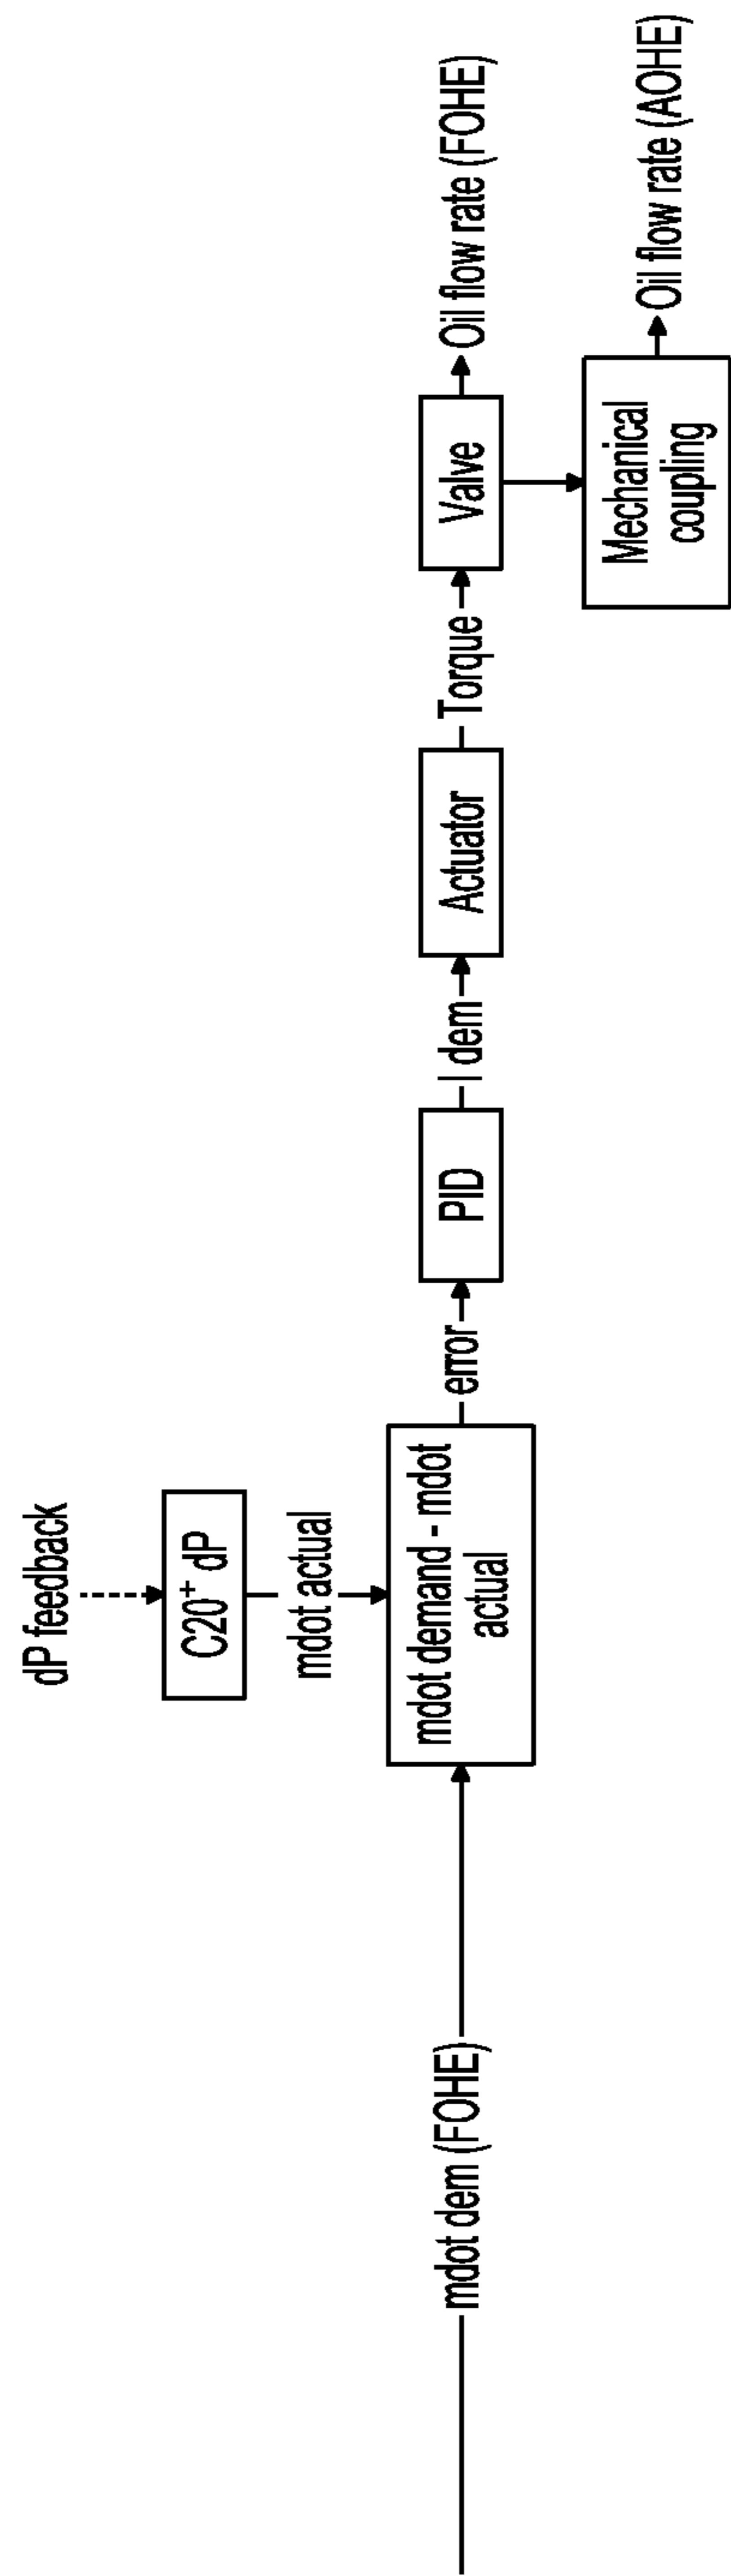 dP feedback
C20⁺ dP
mdot actual
mdot dem (FOHE)
mdot demand - mdot
actual
error
PID
I dem
Actuator
Torque
Valve
Oil flow rate (FOHE)
Mechanical
coupling
Oil flow rate (AOHE)